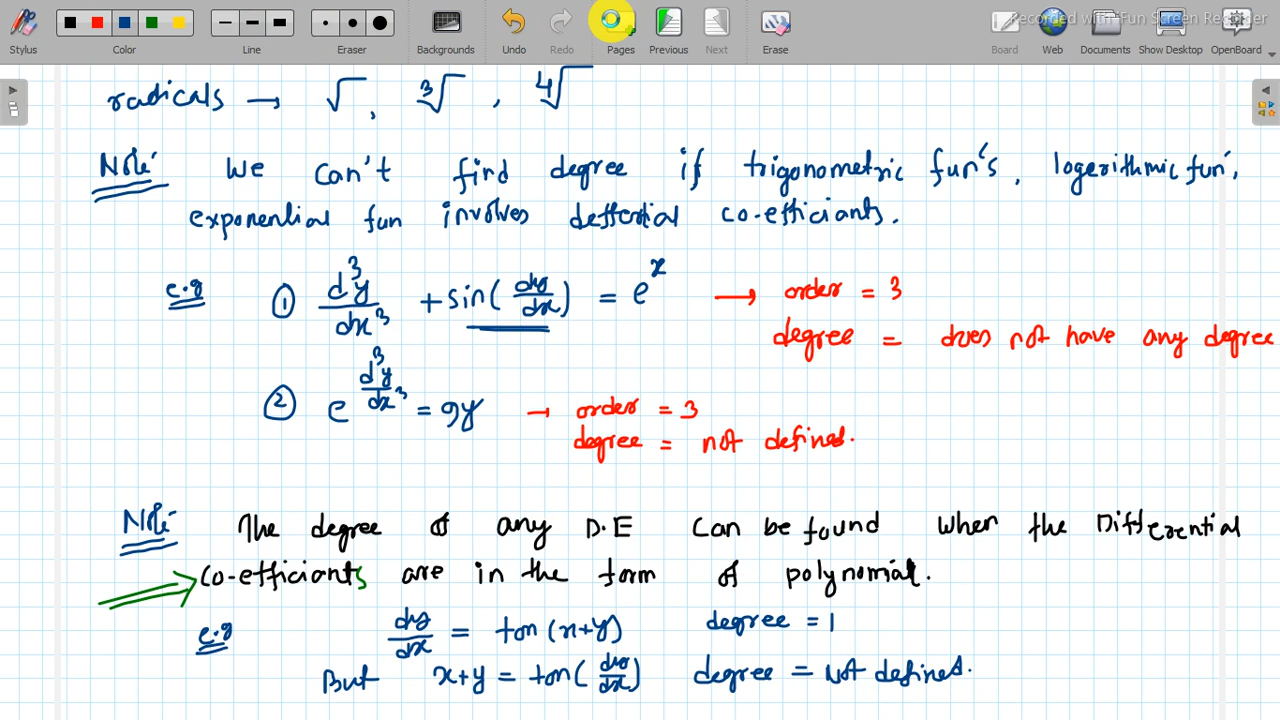 Recorded with Fun Screen Recorder
Stylus Color Line Eraser Backgrounds Undo Redo Pages Previous Next Erase Board Web Documents Show Desktop OpenBoard
radicals → √ , ³√ , ⁴√
Note: We can't find degree if trigonometric fun's, logerithmic fun',
exponential fun involves co-efficiants.
e.g ① d³y/dx³ + sin(dy/dx) = e^x → order = 3
degree = does not have any degree
② e^(d³y/dx³) = 9y → order = 3
degree = not defined.
Note: The degree of any D.E Can be found when the Differential
Co-efficiants are in the form of polynomial.
e.g dy/dx = tan(x+y) degree = 1
But x+y = tan(dy/dx) degree = Not defined.